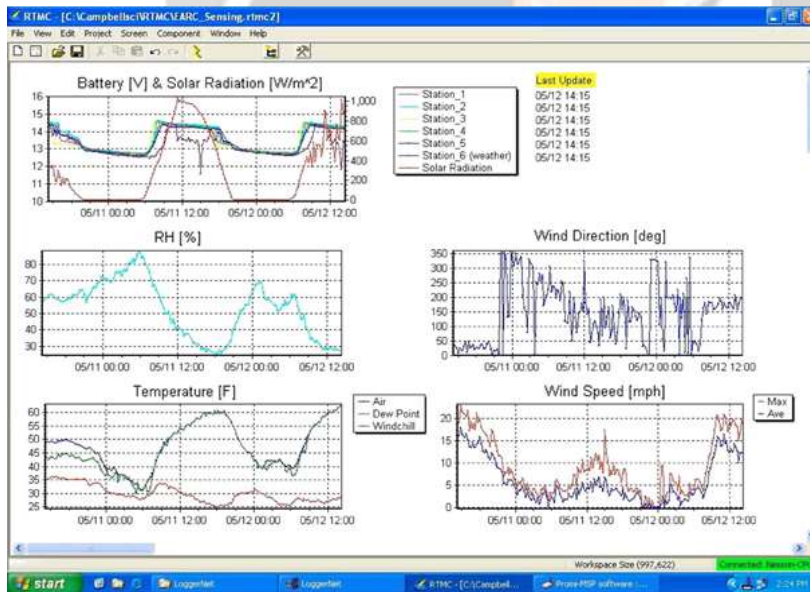 RTMC - [C:\Campbellsci\RTMC\EARC_Sensing.rtmc2]
File View Edit Project Screen Component Window Help
Battery [V] & Solar Radiation [W/m^2]
16
15
14
13
12
11
10
1,000
800
600
400
200
0
05/11 00:00 05/11 12:00 05/12 00:00 05/12 12:00
Station_1
Station_2
Station_3
Station_4
Station_5
Station_6 (weather)
Solar Radiation
Last Update
05/12 14:15
05/12 14:15
05/12 14:15
05/12 14:15
05/12 14:15
05/12 14:15
RH [%]
80
70
60
50
40
30
05/11 00:00 05/11 12:00 05/12 00:00 05/12 12:00
Wind Direction [deg]
350
300
250
200
150
100
50
0
05/11 00:00 05/11 12:00 05/12 00:00 05/12 12:00
Temperature [F]
60
55
50
45
40
35
30
25
05/11 00:00 05/11 12:00 05/12 00:00 05/12 12:00
Air
Dew Point
Windchill
Wind Speed [mph]
20
15
10
5
0
05/11 00:00 05/11 12:00 05/12 00:00 05/12 12:00
Max
Ave
Workspace Size (997,622)
start LoggerNet LoggerNet RTMC - [C:\Campbell... 2:24 PM